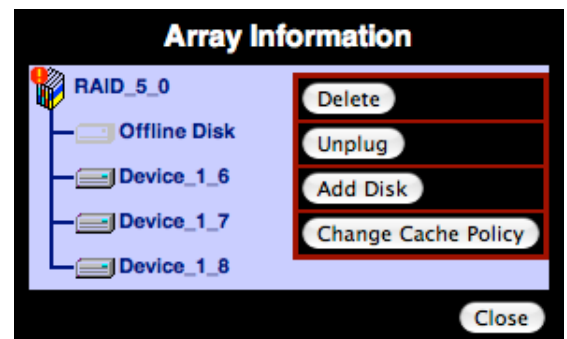 Array Information
RAID_5_0
Offline Disk
Device_1_6
Device_1_7
Device_1_8
Delete
Unplug
Add Disk
Change Cache Policy
Close